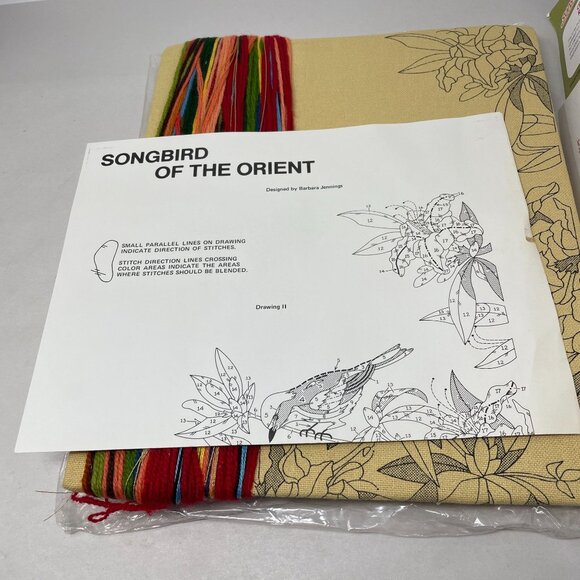 SONGBIRD
OF THE ORIENT
Designed by Barbara Jennings
SMALL PARALLEL LINES ON DRAWING
INDICATE DIRECTION OF STITCHES.
STITCH DIRECTION LINES CROSSING
COLOR AREAS INDICATE THE AREAS
WHERE STITCHES SHOULD BE BLENDED.
Drawing II